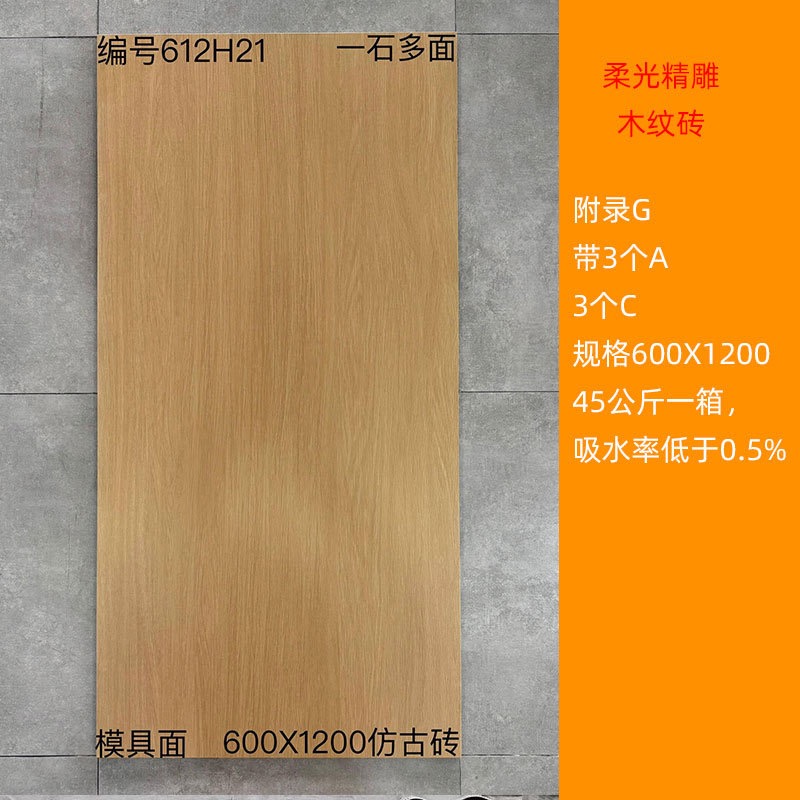 编号612H21 一石多面
柔光精雕
木纹砖
附录G
带3个A
3个C
规格600X1200
45公斤一箱，
吸水率低于0.5%
模具面 600X1200仿古砖